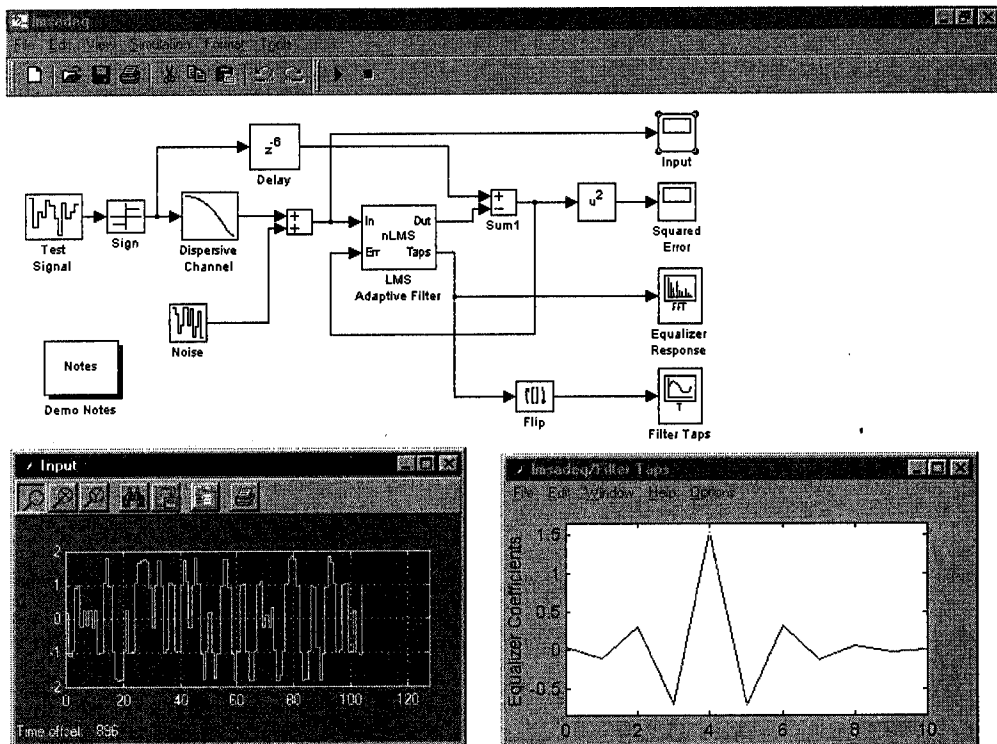 lmsadeq
File Edit View Simulation Format Tools
z-6
Delay
Input
Test
Signal
Sign
Dispersive
Channel
+
+
In Out
nLMS
Err Taps
LMS
Adaptive Filter
+
−
Sum1
u2
Squared
Error
Noise
FFT
Equalizer
Response
Notes
Demo Notes
Flip
T
Filter Taps
Input
2
1
0
-1
2
0 20 40 60 80 100 120
Time offset: 896
lmsadeq/Filter Taps
File Edit Window Help Options
Equalizer Coefficients
1.5
1
0.5
0
-0.5
0 2 4 6 8 10